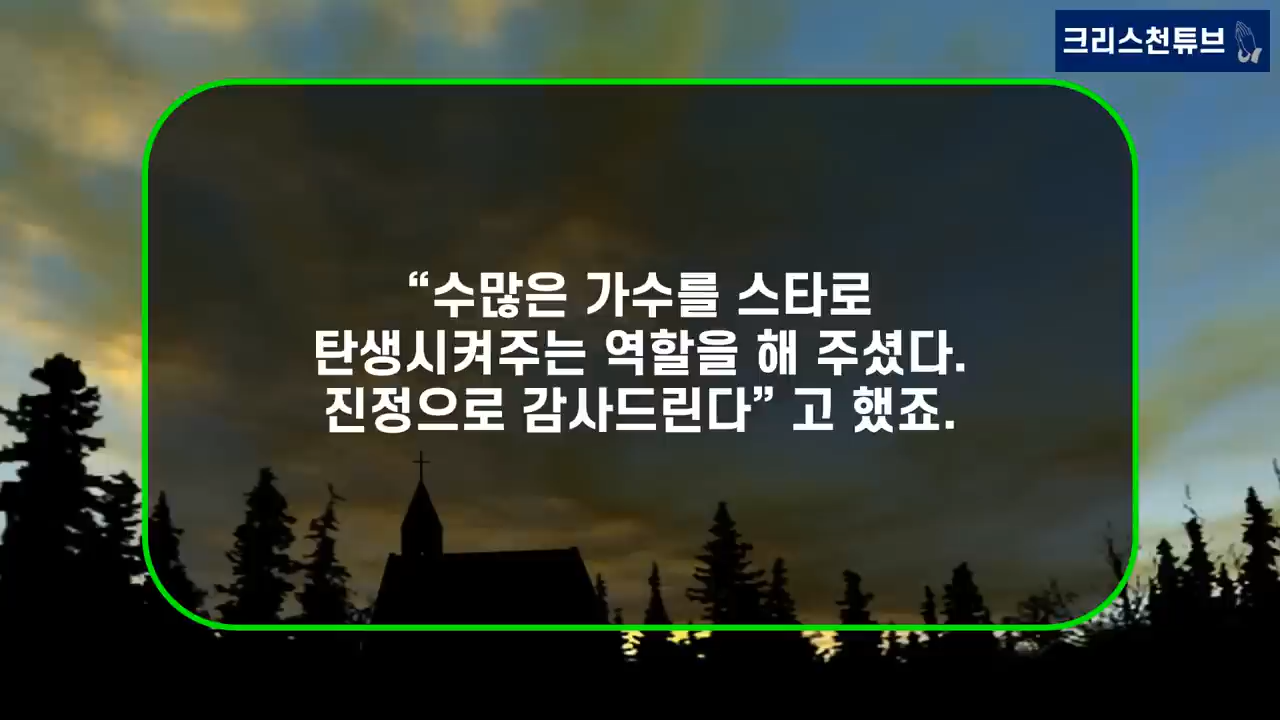 크리스천튜브
“수많은 가수를 스타로
탄생시켜주는 역할을 해 주셨다.
진정으로 감사드린다” 고 했죠.